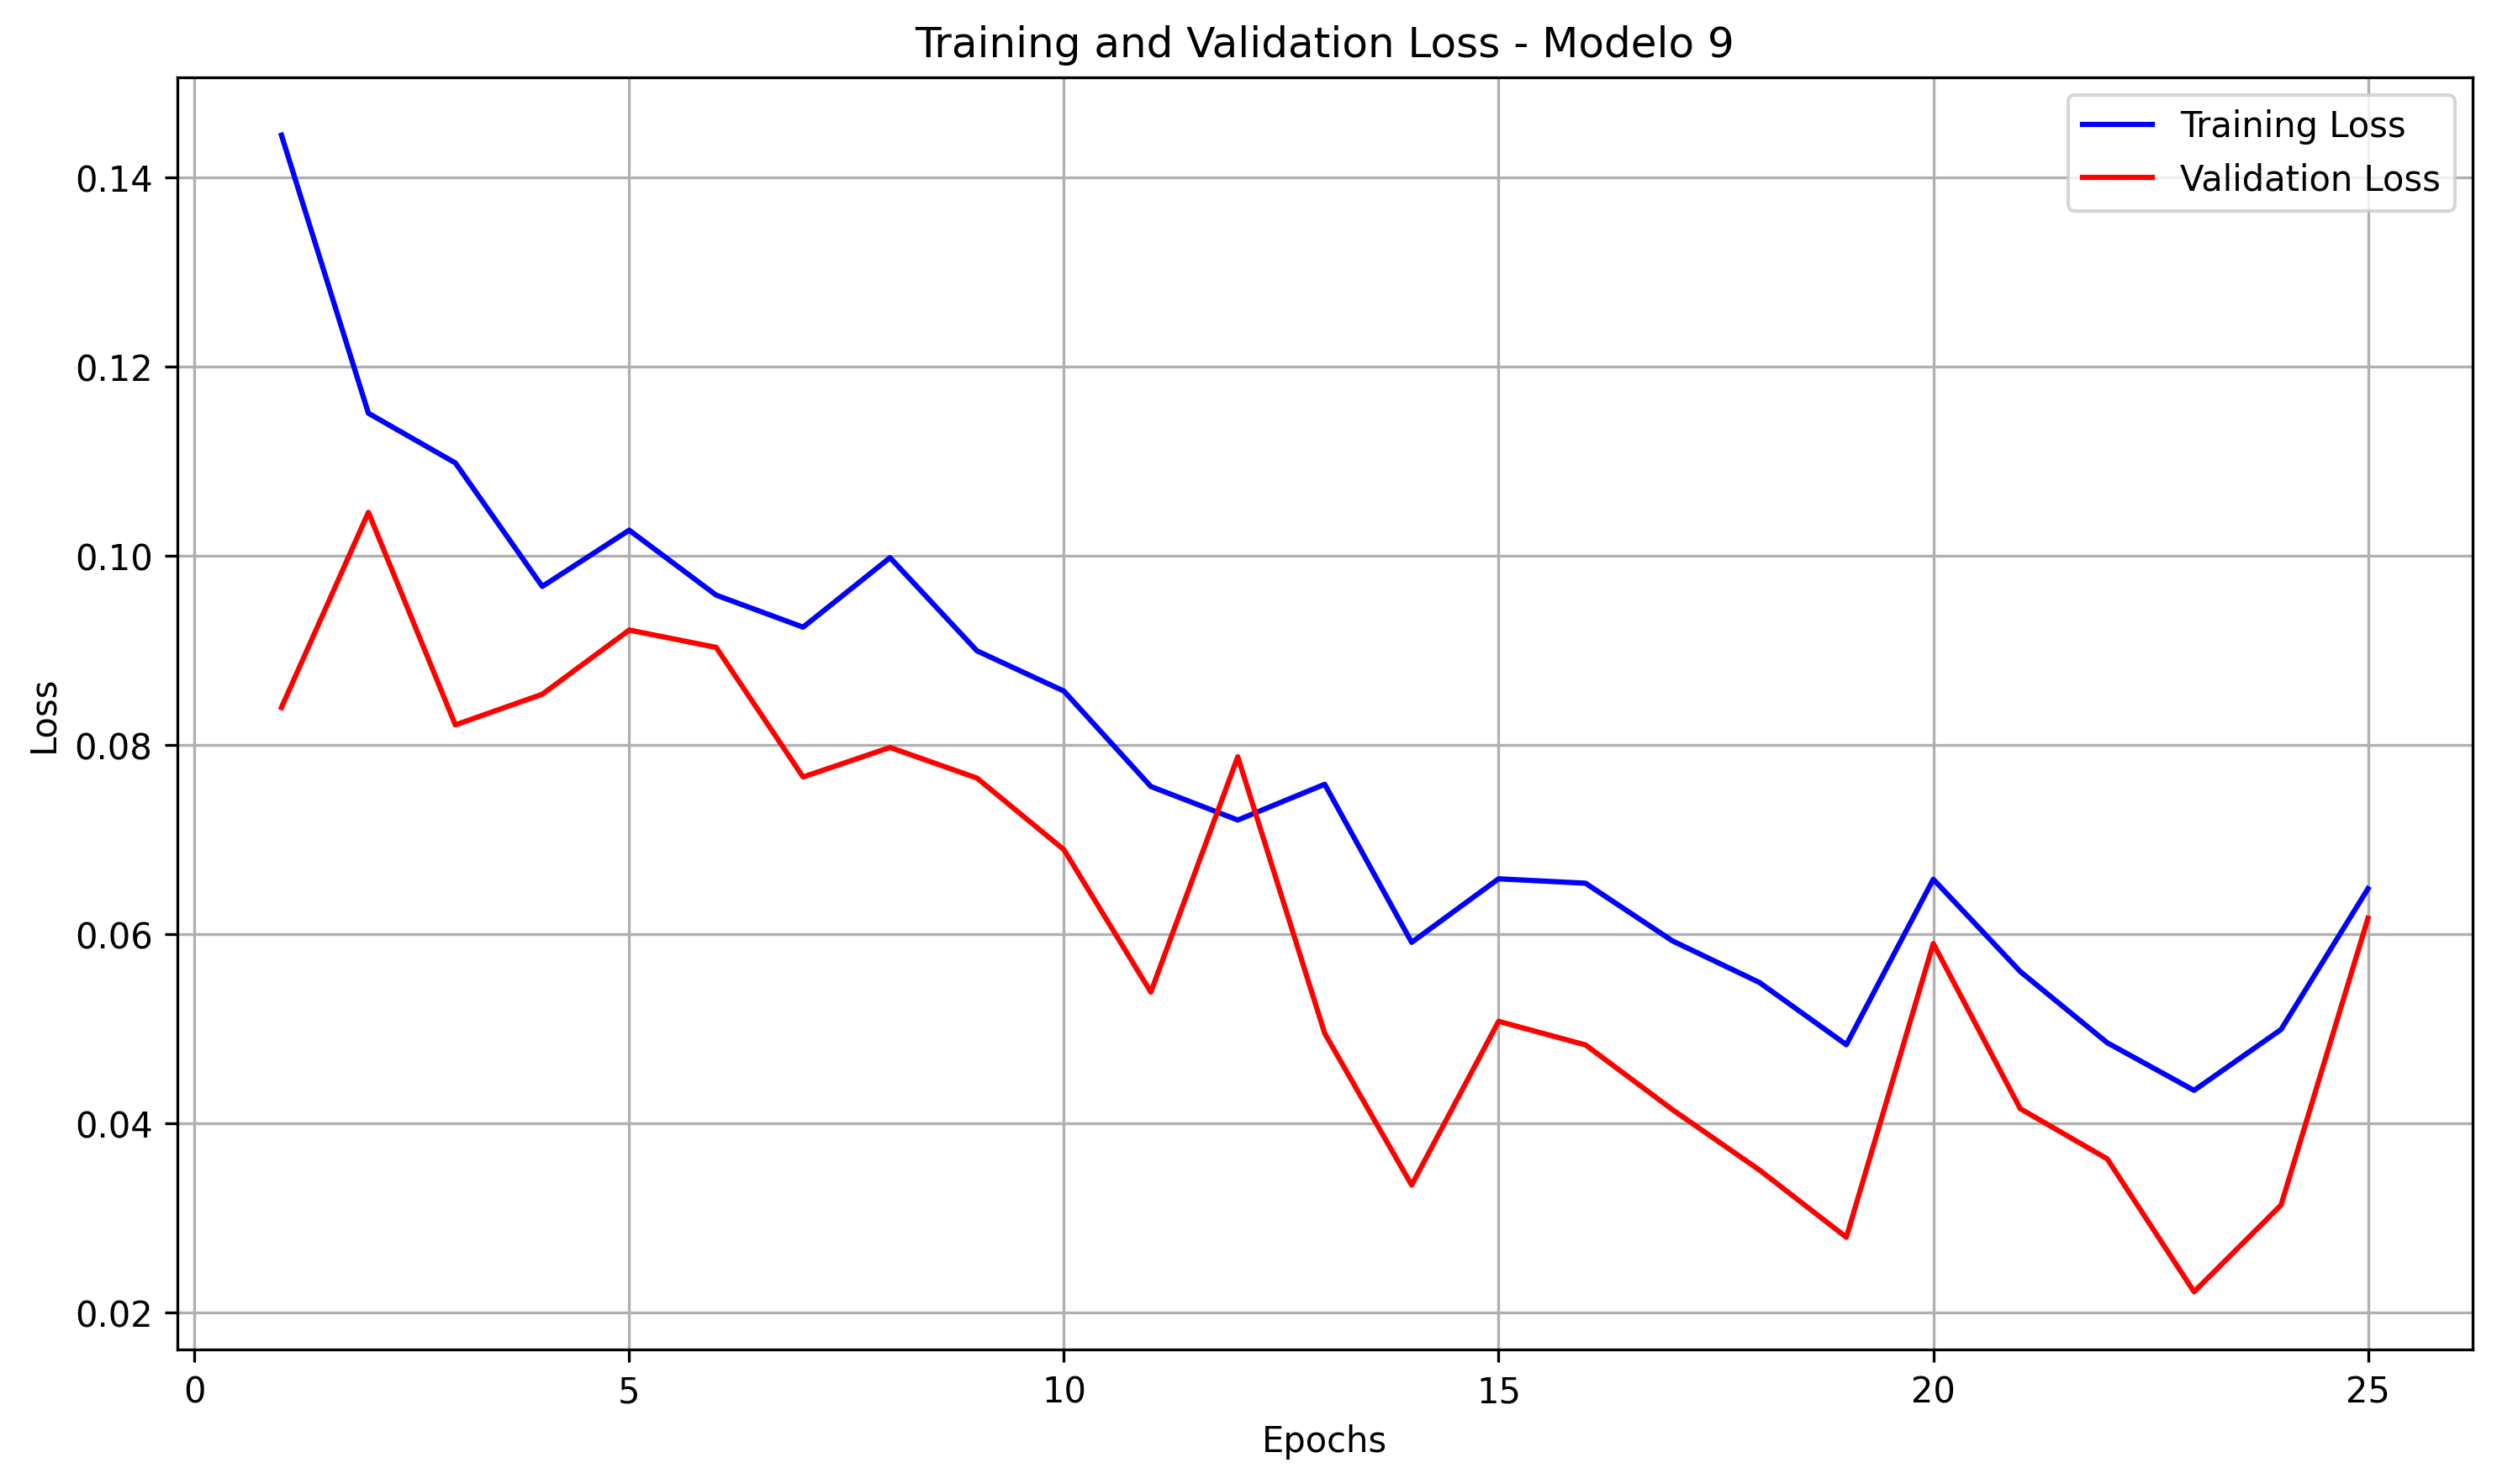 Training and Validation Loss - Modelo 9
Training Loss
Validation Loss
Loss
0.14
0.12
0.10
0.08
0.06
0.04
0.02
0 5 10 15 20 25
Epochs